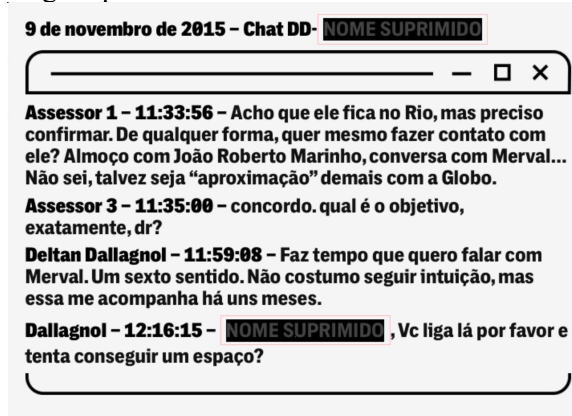 9 de novembro de 2015 – Chat DD- NOME SUPRIMIDO
Assessor 1 – 11:33:56 – Acho que ele fica no Rio, mas preciso
confirmar. De qualquer forma, quer mesmo fazer contato com
ele? Almoço com João Roberto Marinho, conversa com Merval...
Não sei, talvez seja “aproximação” demais com a Globo.
Assessor 3 – 11:35:00 – concordo. qual é o objetivo,
exatamente, dr?
Deltan Dallagnol – 11:59:08 – Faz tempo que quero falar com
Merval. Um sexto sentido. Não costumo seguir intuição, mas
essa me acompanha há uns meses.
Dallagnol – 12:16:15 – NOME SUPRIMIDO , Vc liga lá por favor e
tenta conseguir um espaço?